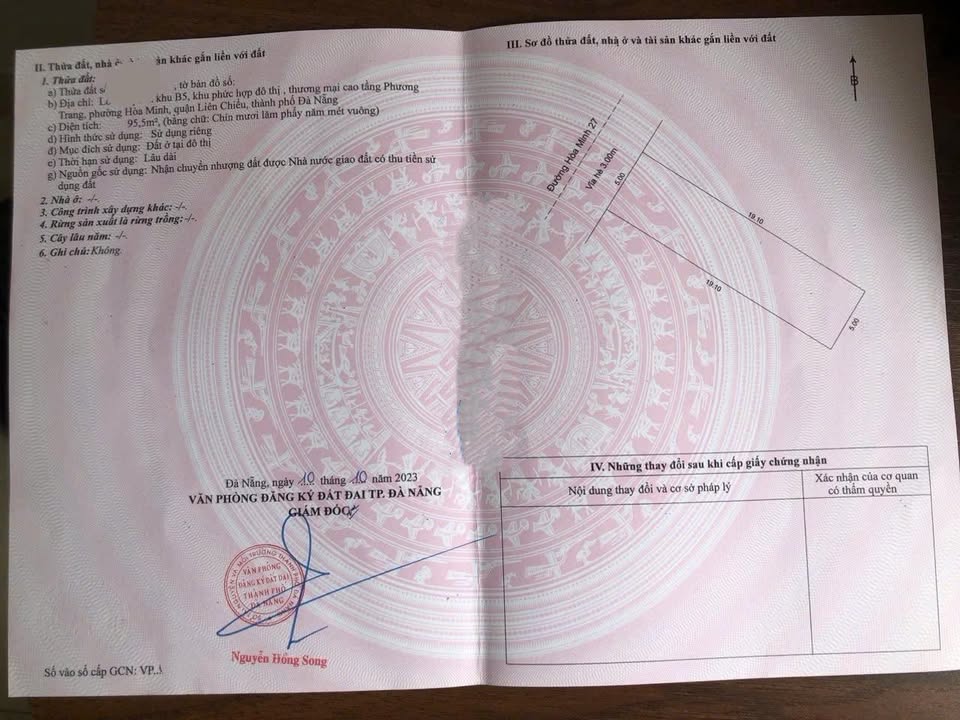 II. Thửa đất, nhà ở và tài sản khác gắn liền với đất
1. Thửa đất:
a) Thửa đất số , tờ bản đồ số:
b) Địa chỉ: , khu B5, khu phức hợp đô thị , thương mại cao tầng Phương
Trang, phường Hòa Minh, quận Liên Chiểu, thành phố Đà Nẵng
c) Diện tích: 95,5m², (bằng chữ: Chín mươi lăm phẩy năm mét vuông)
d) Hình thức sử dụng: Sử dụng riêng
đ) Mục đích sử dụng: Đất ở tại đô thị
e) Thời hạn sử dụng: Lâu dài
g) Nguồn gốc sử dụng: Nhận chuyển nhượng đất được Nhà nước giao đất có thu tiền sử
dụng đất
2. Nhà ở: -/-.
3. Công trình xây dựng khác: -/-.
4. Rừng sản xuất là rừng trồng: -/-.
5. Cây lâu năm: -/-.
6. Ghi chú: Không.
Đà Nẵng, ngày 10 tháng 10 năm 2023
VĂN PHÒNG ĐĂNG KÝ ĐẤT ĐAI TP. ĐÀ NẴNG
GIÁM ĐỐC
VĂN PHÒNG
ĐĂNG KÝ ĐẤT ĐAI
THÀNH PHỐ
ĐÀ NẴNG
Nguyễn Hồng Song
Số vào sổ cấp GCN: VP.
III. Sơ đồ thửa đất, nhà ở và tài sản khác gắn liền với đất
Đường Hòa Minh 27
Vỉa hè 3.00m
5.00
19.10
19.10
5.00
B
IV. Những thay đổi sau khi cấp giấy chứng nhận
Nội dung thay đổi và cơ sở pháp lý
Xác nhận của cơ quan
có thẩm quyền